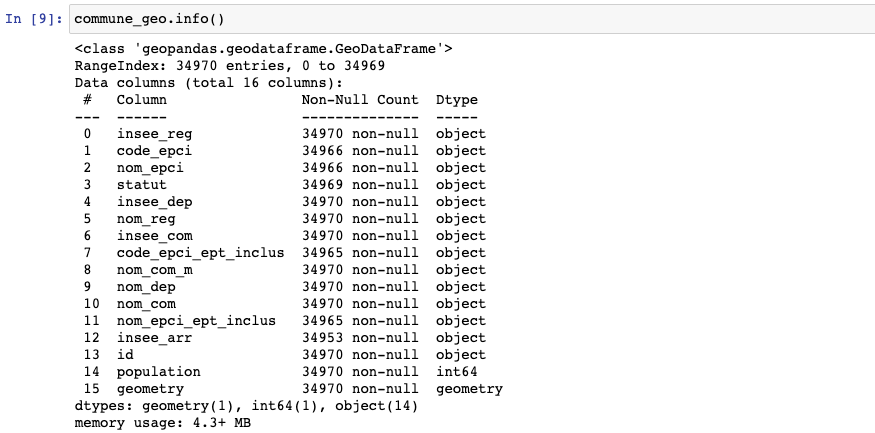 In [9]: commune_geo.info()
<class 'geopandas.geodataframe.GeoDataFrame'>
RangeIndex: 34970 entries, 0 to 34969
Data columns (total 16 columns):
 #   Column                Non-Null Count  Dtype
---  ------                --------------  -----
 0   insee_reg             34970 non-null  object
 1   code_epci             34966 non-null  object
 2   nom_epci              34966 non-null  object
 3   statut                34969 non-null  object
 4   insee_dep             34970 non-null  object
 5   nom_reg               34970 non-null  object
 6   insee_com             34970 non-null  object
 7   code_epci_ept_inclus  34965 non-null  object
 8   nom_com_m             34970 non-null  object
 9   nom_dep               34970 non-null  object
 10  nom_com               34970 non-null  object
 11  nom_epci_ept_inclus   34965 non-null  object
 12  insee_arr             34953 non-null  object
 13  id                    34970 non-null  object
 14  population            34970 non-null  int64
 15  geometry              34970 non-null  geometry
dtypes: geometry(1), int64(1), object(14)
memory usage: 4.3+ MB